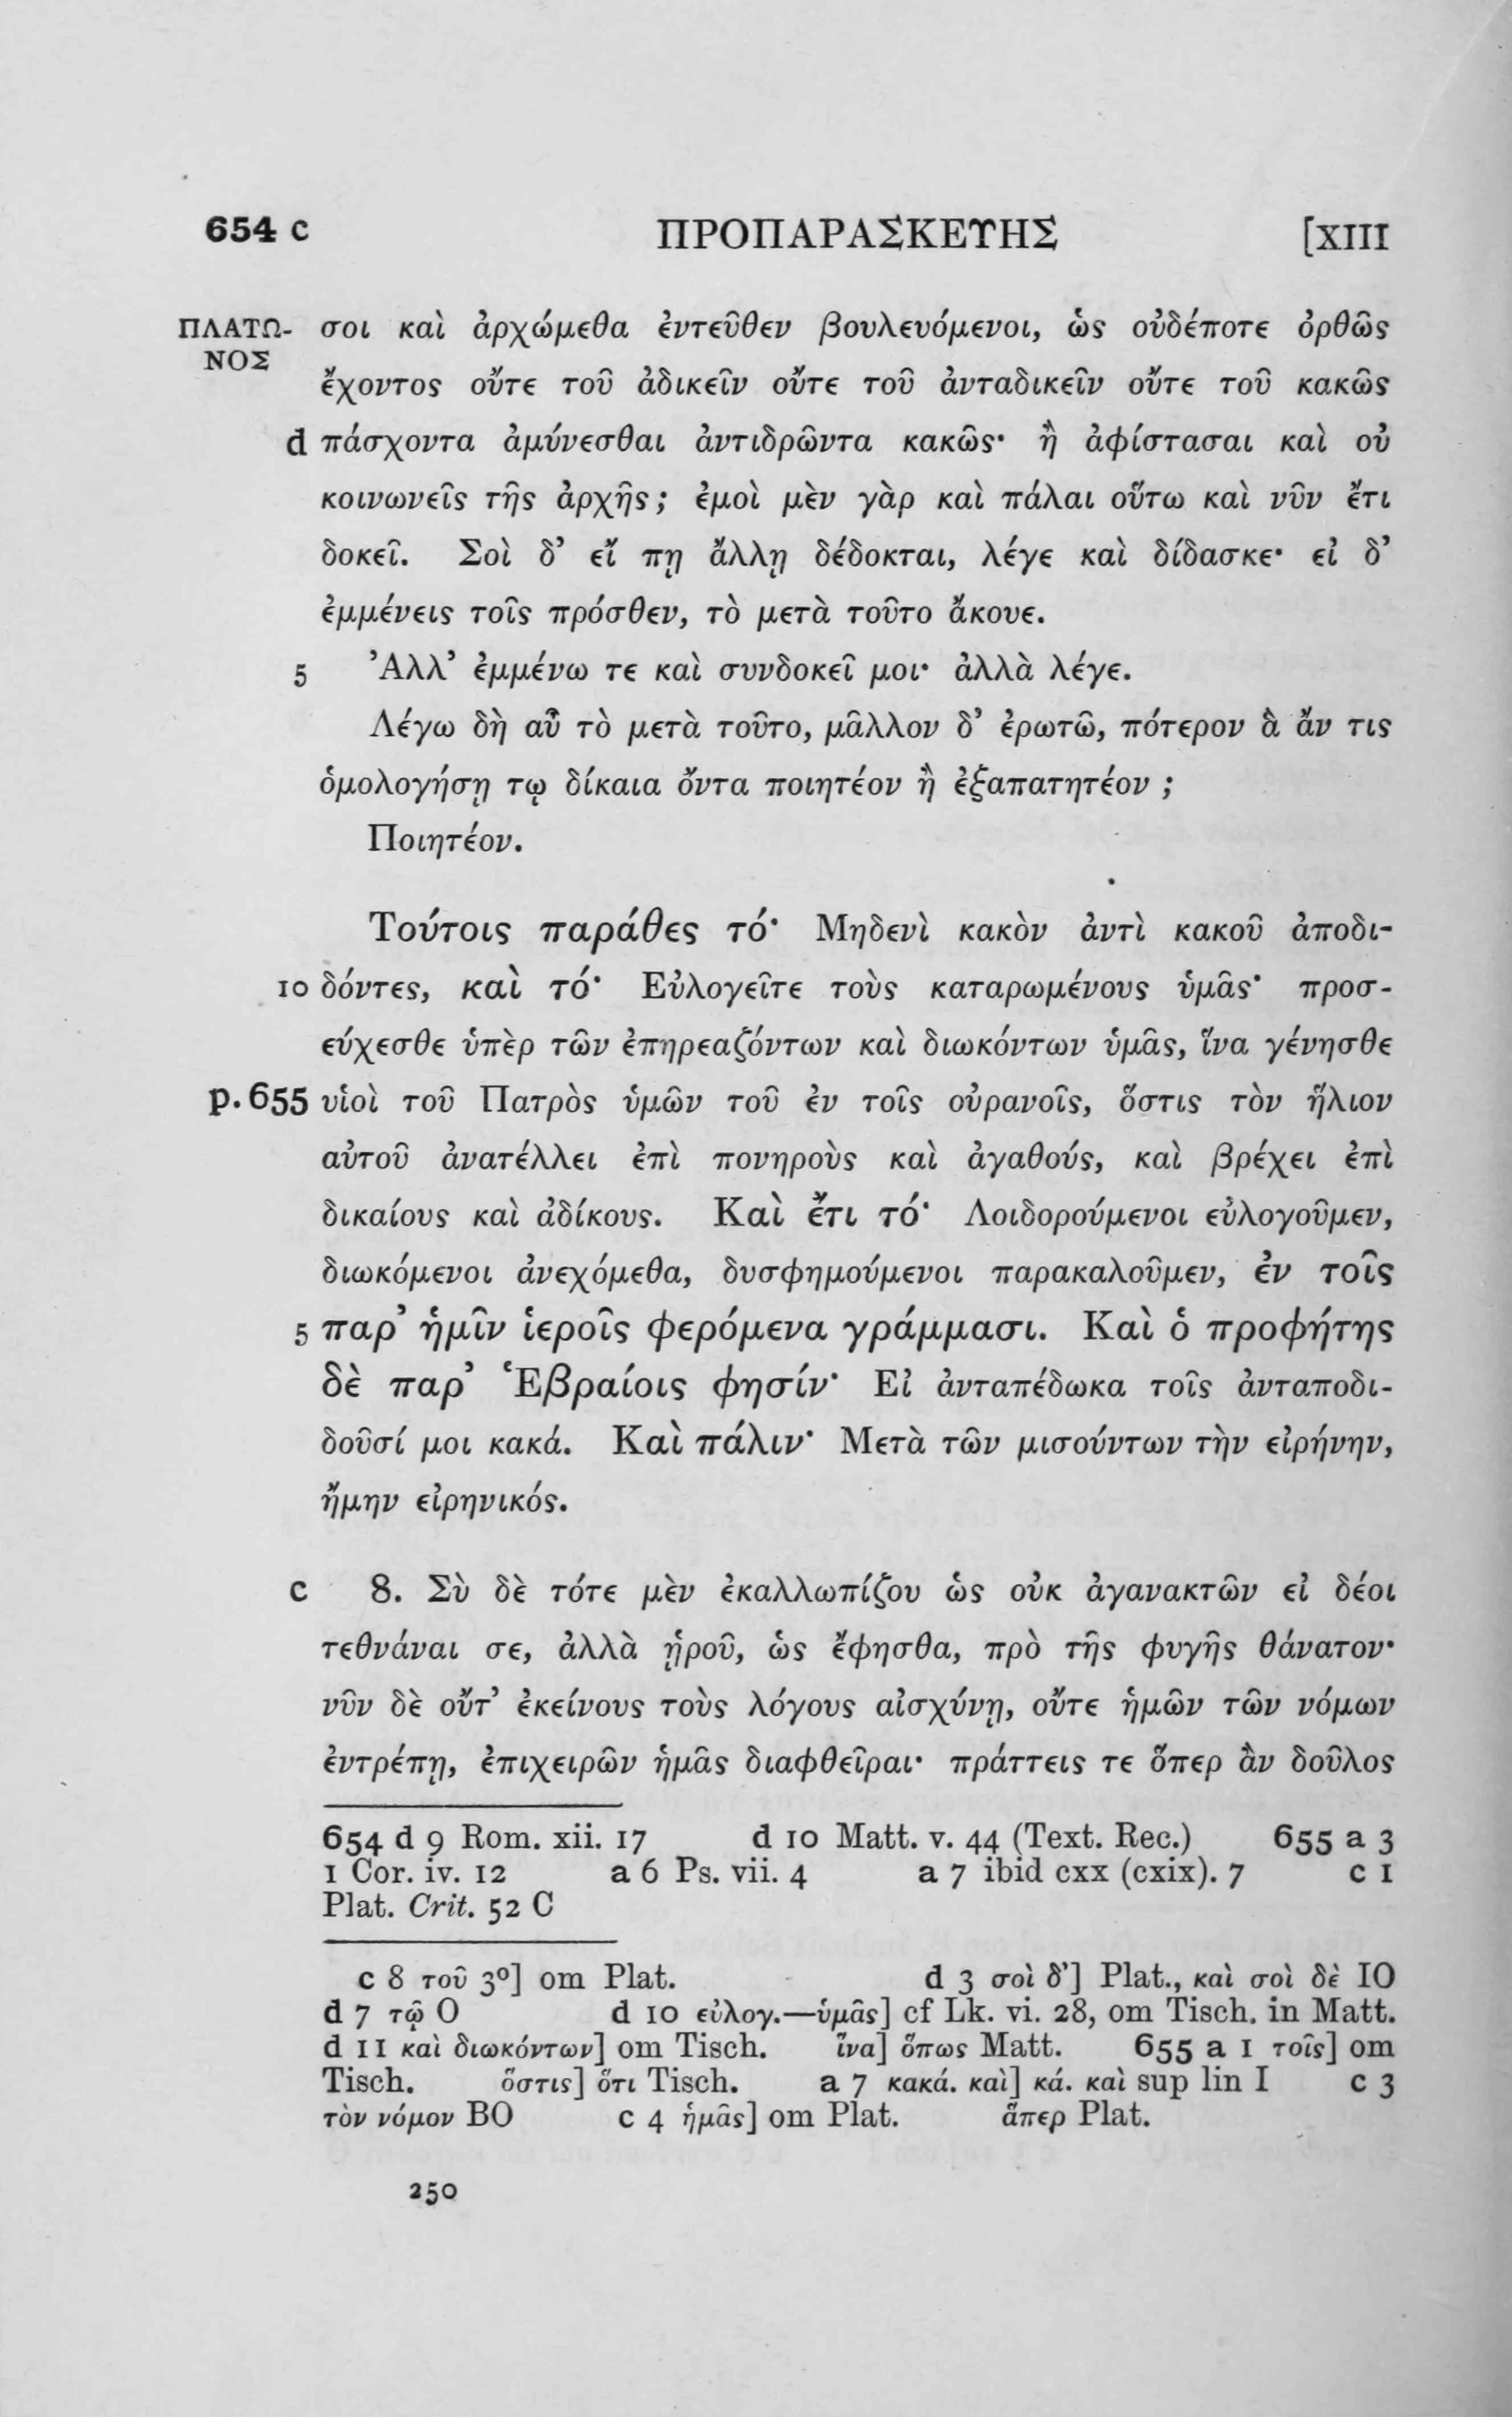 654 c ΠΡΟΠΑΡΑΣΚΕΥΗΣ [XIII
ΠΛΑΤΩ- σοι καὶ ἀρχώμεθα ἐντεῦθεν βουλευόμενοι, ὡς οὐδέποτε ὀρθῶς
ΝΟΣ
ἔχοντος οὔτε τοῦ ἀδικεῖν οὔτε τοῦ ἀνταδικεῖν οὔτε τοῦ κακῶς
d πάσχοντα ἀμύνεσθαι ἀντιδρῶντα κακῶς· ἢ ἀφίστασαι καὶ οὐ
κοινωνεῖς τῆς ἀρχῆς; ἐμοὶ μὲν γὰρ καὶ πάλαι οὕτω καὶ νῦν ἔτι
δοκεῖ. Σοὶ δ’ εἴ πῃ ἄλλῃ δέδοκται, λέγε καὶ δίδασκε· εἰ δ’
ἐμμένεις τοῖς πρόσθεν, τὸ μετὰ τοῦτο ἄκουε.
5 Ἀλλ’ ἐμμένω τε καὶ συνδοκεῖ μοι· ἀλλὰ λέγε.
Λέγω δὴ αὖ τὸ μετὰ τοῦτο, μᾶλλον δ’ ἐρωτῶ, πότερον ἃ ἄν τις
ὁμολογήσῃ τῳ δίκαια ὄντα ποιητέον ἢ ἐξαπατητέον ;
Ποιητέον.
Τούτοις παράθες τό· Μηδενὶ κακὸν ἀντὶ κακοῦ ἀποδι-
10 δόντες, καὶ τό· Εὐλογεῖτε τοὺς καταρωμένους ὑμᾶς· προσ-
εύχεσθε ὑπὲρ τῶν ἐπηρεαζόντων καὶ διωκόντων ὑμᾶς, ἵνα γένησθε
p. 655 υἱοὶ τοῦ Πατρὸς ὑμῶν τοῦ ἐν τοῖς οὐρανοῖς, ὅστις τὸν ἥλιον
αὐτοῦ ἀνατέλλει ἐπὶ πονηροὺς καὶ ἀγαθούς, καὶ βρέχει ἐπὶ
δικαίους καὶ ἀδίκους. Καὶ ἔτι τό· Λοιδορούμενοι εὐλογοῦμεν,
διωκόμενοι ἀνεχόμεθα, δυσφημούμενοι παρακαλοῦμεν, ἐν τοῖς
5 παρ’ ἡμῖν ἱεροῖς φερόμενα γράμμασι. Καὶ ὁ προφήτης
δὲ παρ’ Ἑβραίοις φησίν· Εἰ ἀνταπέδωκα τοῖς ἀνταποδι-
δοῦσί μοι κακά. Καὶ πάλιν· Μετὰ τῶν μισούντων τὴν εἰρήνην,
ἤμην εἰρηνικός.
c 8. Σὺ δὲ τότε μὲν ἐκαλλωπίζου ὡς οὐκ ἀγανακτῶν εἰ δέοι
τεθνάναι σε, ἀλλὰ ᾑροῦ, ὡς ἔφησθα, πρὸ τῆς φυγῆς θάνατον·
νῦν δὲ οὔτ’ ἐκείνους τοὺς λόγους αἰσχύνῃ, οὔτε ἡμῶν τῶν νόμων
ἐντρέπῃ, ἐπιχειρῶν ἡμᾶς διαφθεῖραι· πράττεις τε ὅπερ ἂν δοῦλος
654 d 9 Rom. xii. 17 d 10 Matt. v. 44 (Text. Rec.) 655 a 3
1 Cor. iv. 12 a 6 Ps. vii. 4 a 7 ibid cxx (cxix). 7 c 1
Plat. Crit. 52 C
c 8 τοῦ 3º] om Plat. d 3 σοὶ δ’] Plat., καὶ σοὶ δὲ IO
d 7 τῷ O d 10 εὐλογ.—ὑμᾶς] cf Lk. vi. 28, om Tisch. in Matt.
d 11 καὶ διωκόντων] om Tisch. ἵνα] ὅπως Matt. 655 a 1 τοῖς] om
Tisch. ὅστις] ὅτι Tisch. a 7 κακά. καὶ] κά. καὶ sup lin I c 3
τὸν νόμον BO c 4 ἡμᾶς] om Plat. ἅπερ Plat.
250